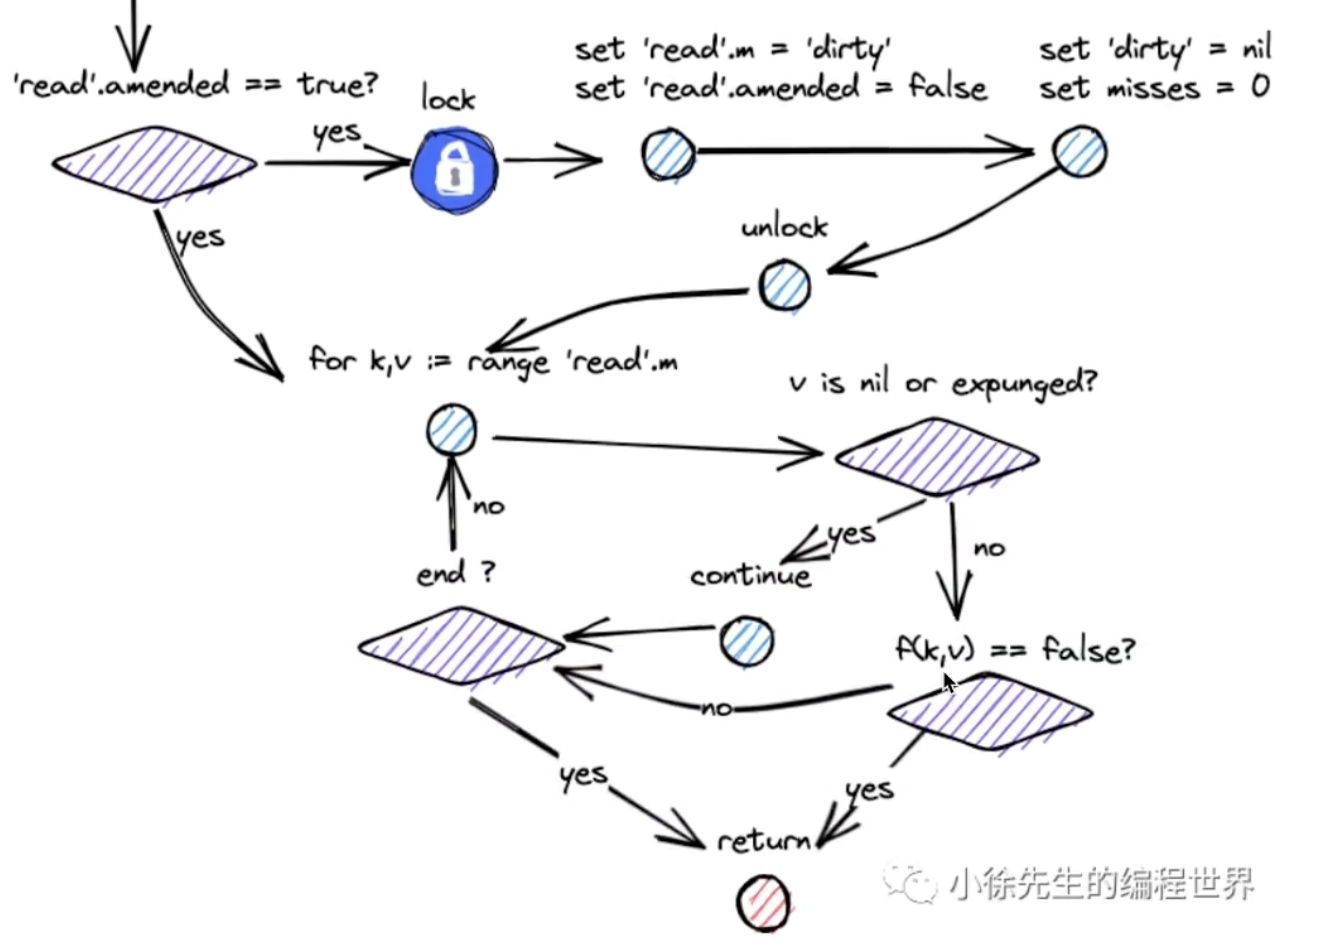 'read'.amended == true?
yes
lock
set 'read'.m = 'dirty'
set 'read'.amended = false
set 'dirty' = nil
set misses = 0
yes
unlock
for k,v := range 'read'.m
v is nil or expunged?
no
yes
no
end ?
continue
f(k,v) == false?
no
yes
yes
return
小徐先生的编程世界